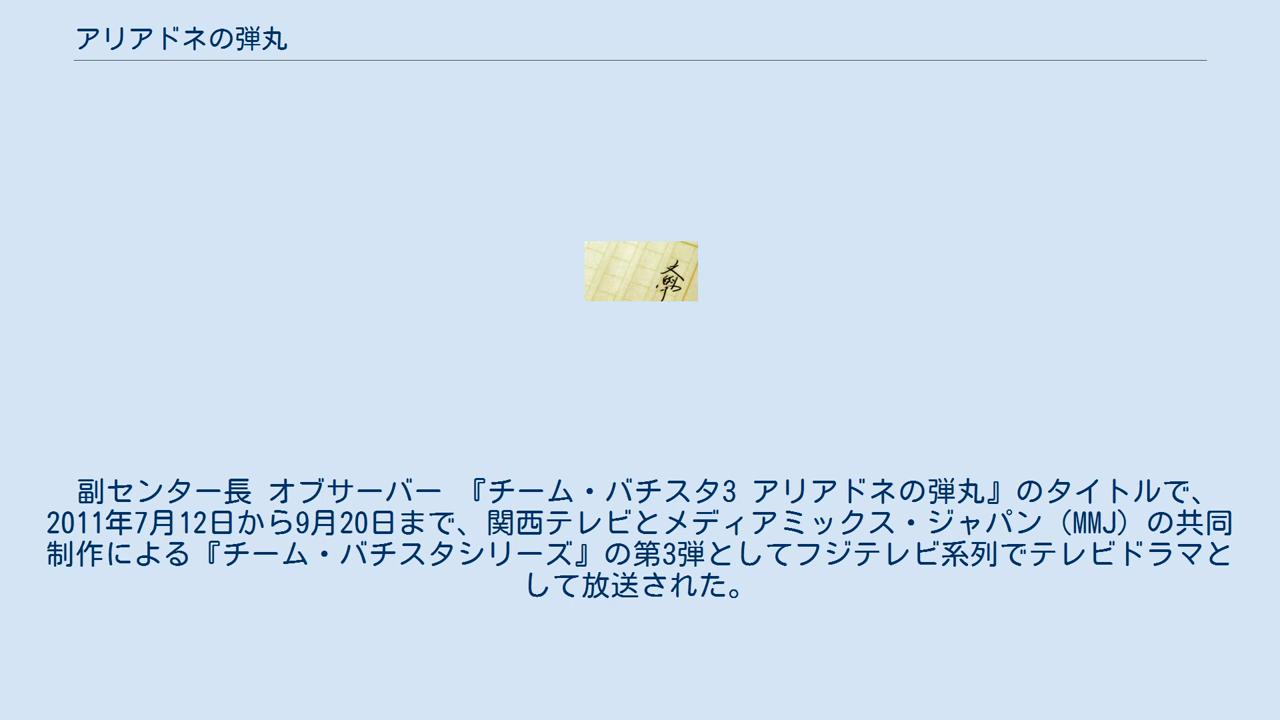 アリアドネの弾丸
副センター長 オブサーバー 『チーム・バチスタ3 アリアドネの弾丸』のタイトルで、
2011年7月12日から9月20日まで、関西テレビとメディアミックス・ジャパン（MMJ）の共同
制作による『チーム・バチスタシリーズ』の第3弾としてフジテレビ系列でテレビドラマと
して放送された。